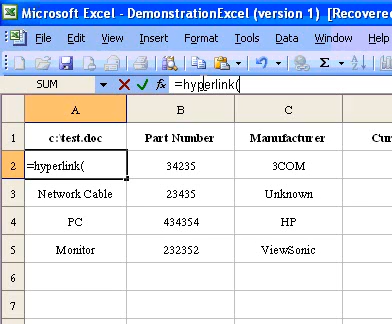 Microsoft Excel - DemonstrationExcel (version 1) [Recovere
File Edit View Insert Format Tools Data Window Help
SUM fx =hyperlink(
A B C
1 c:\test.doc Part Number Manufacturer Cur
2 =hyperlink( 34235 3COM
3 Network Cable 23435 Unknown
4 PC 434354 HP
5 Monitor 232352 ViewSonic
6
7